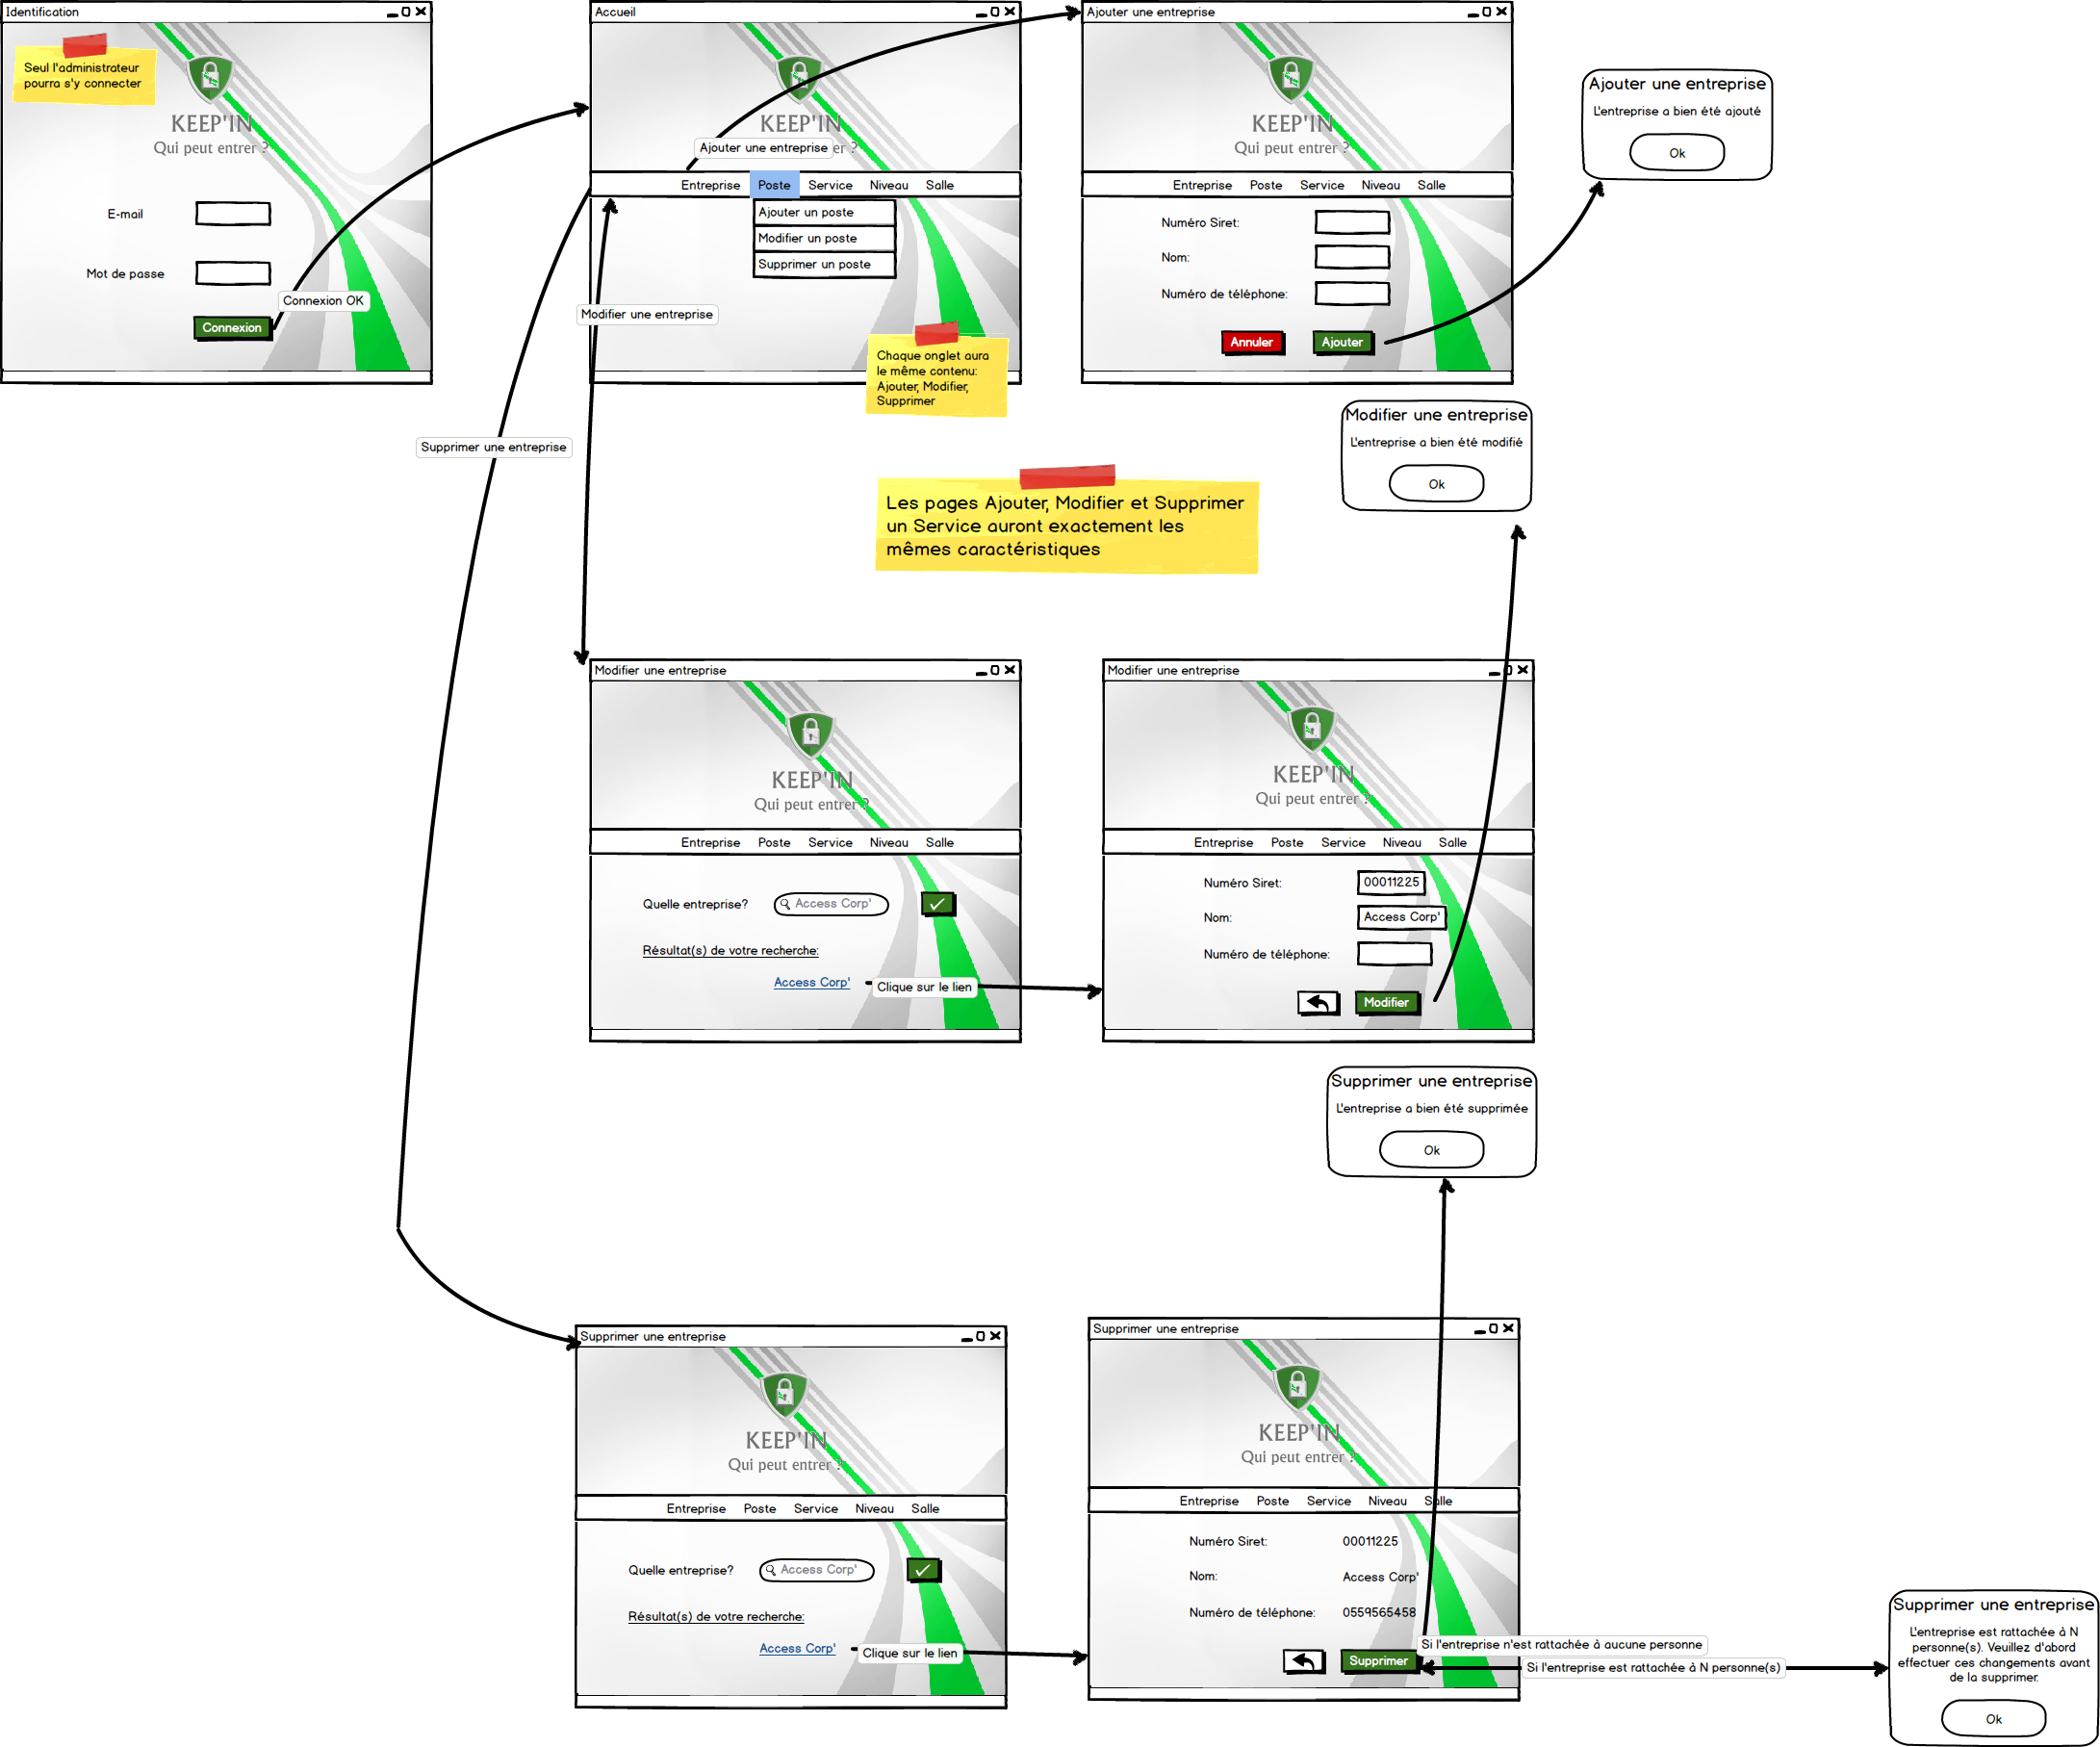 Identification
Seul l'administrateur
pourra s'y connecter
KEEP'IN
Qui peut entrer ?
E-mail
Mot de passe
Connexion
Connexion OK
Accueil
KEEP'IN
Ajouter une entreprise
er ?
Entreprise Poste Service Niveau Salle
Ajouter un poste
Modifier un poste
Supprimer un poste
Modifier une entreprise
Chaque onglet aura
le même contenu:
Ajouter, Modifier,
Supprimer
Supprimer une entreprise
Ajouter une entreprise
KEEP'IN
Qui peut entrer ?
Entreprise Poste Service Niveau Salle
Numéro Siret:
Nom:
Numéro de téléphone:
Annuler Ajouter
Ajouter une entreprise
L'entreprise a bien été ajouté
Ok
Modifier une entreprise
L'entreprise a bien été modifié
Ok
Les pages Ajouter, Modifier et Supprimer
un Service auront exactement les
mêmes caractéristiques
Modifier une entreprise
KEEP'IN
Qui peut entrer ?
Entreprise Poste Service Niveau Salle
Quelle entreprise? Access Corp'
Résultat(s) de votre recherche:
Access Corp'
Clique sur le lien
Modifier une entreprise
KEEP'IN
Qui peut entrer ?
Entreprise Poste Service Niveau Salle
Numéro Siret: 00011225
Nom: Access Corp'
Numéro de téléphone:
Modifier
Supprimer une entreprise
L'entreprise a bien été supprimée
Ok
Supprimer une entreprise
KEEP'IN
Qui peut entrer ?
Entreprise Poste Service Niveau Salle
Quelle entreprise? Access Corp'
Résultat(s) de votre recherche:
Access Corp'
Clique sur le lien
Supprimer une entreprise
KEEP'IN
Qui peut entrer ?
Entreprise Poste Service Niveau Salle
Numéro Siret: 00011225
Nom: Access Corp'
Numéro de téléphone: 0559565458
Supprimer
Si l'entreprise n'est rattachée à aucune personne
Si l'entreprise est rattachée à N personne(s)
Supprimer une entreprise
L'entreprise est rattachée à N
personne(s). Veuillez d'abord
effectuer ces changements avant
de la supprimer.
Ok